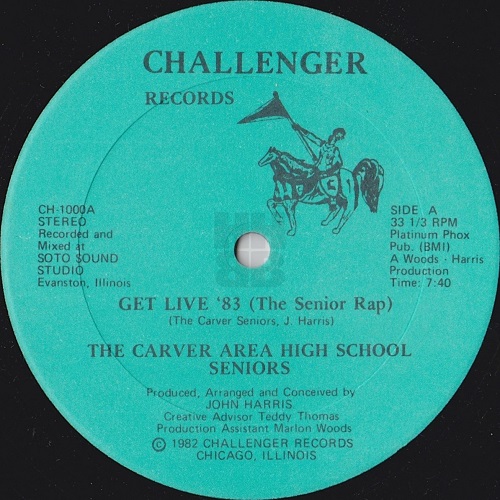 CHALLENGER
RECORDS
CH-1000A
STEREO
Recorded and
Mixed at
SOTO SOUND
STUDIO
Evanston, Illinois
SIDE A
33 1/3 RPM
Platinum Phox
Pub. (BMI)
A Woods · Harris
Production
Time: 7:40
GET LIVE '83 (The Senior Rap)
(The Carver Seniors, J. Harris)
THE CARVER AREA HIGH SCHOOL
SENIORS
Produced, Arranged and Conceived by
JOHN HARRIS
Creative Advisor Teddy Thomas
Production Assistant Marlon Woods
© 1982 CHALLENGER RECORDS
CHICAGO, ILLINOIS